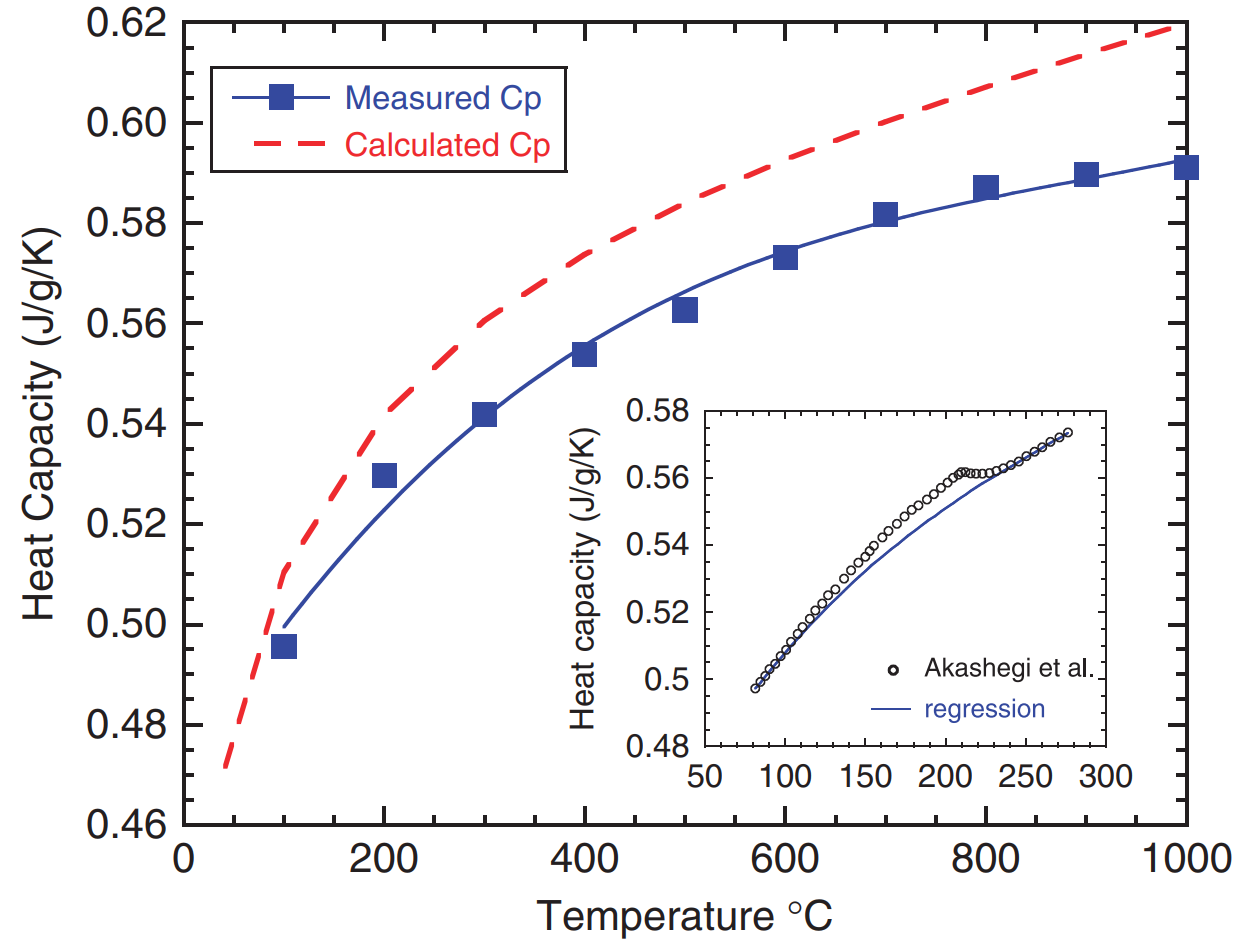 0.62
0.60
0.58
0.56
0.54
0.52
0.50
0.48
0.46
Heat Capacity (J/g/K)
Measured Cp
Calculated Cp
0 200 400 600 800 1000
Temperature °C
0.58
0.56
0.54
0.52
0.5
0.48
Heat capacity (J/g/K)
Akashegi et al.
regression
50 100 150 200 250 300